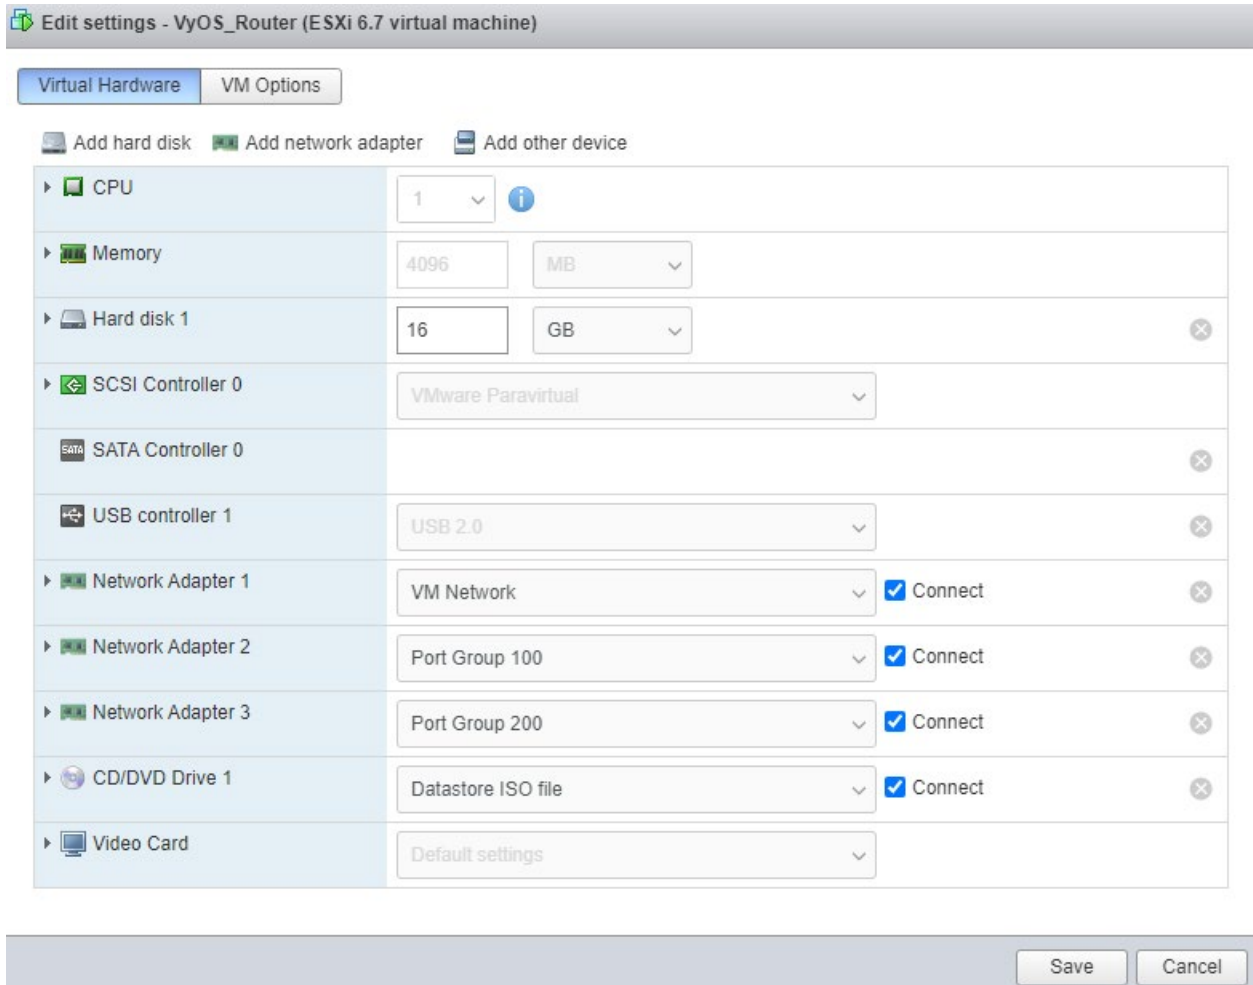 Edit settings - VyOS_Router (ESXi 6.7 virtual machine)
Virtual Hardware VM Options
Add hard disk Add network adapter Add other device
CPU 1
Memory 4096 MB
Hard disk 1 16 GB
SCSI Controller 0 VMware Paravirtual
SATA SATA Controller 0
USB controller 1 USB 2.0
Network Adapter 1 VM Network Connect
Network Adapter 2 Port Group 100 Connect
Network Adapter 3 Port Group 200 Connect
CD/DVD Drive 1 Datastore ISO file Connect
Video Card Default settings
Save Cancel